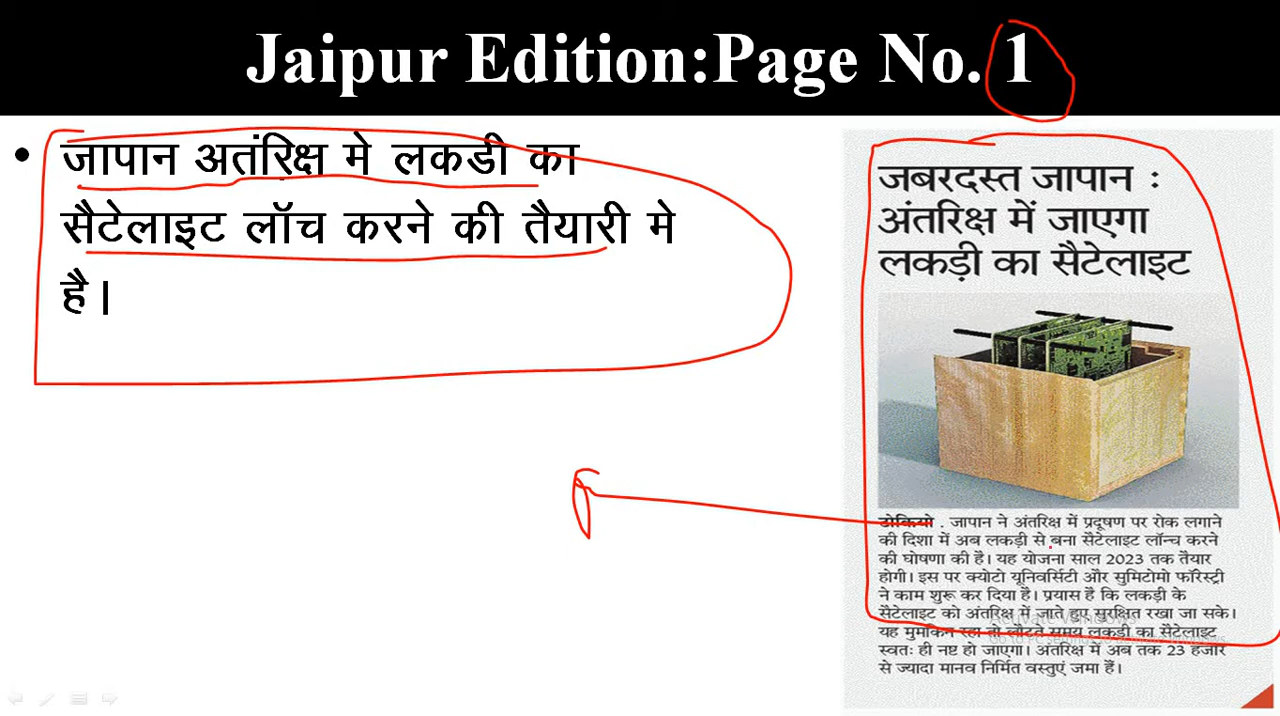 Jaipur Edition:Page No. 1
• जापान अतंरिक्ष मे लकडी का
सैटेलाइट लॉच करने की तैयारी मे
है।
जबरदस्त जापान :
अंतरिक्ष में जाएगा
लकड़ी का सैटेलाइट
टोकियो . जापान ने अंतरिक्ष में प्रदूषण पर रोक लगाने
की दिशा में अब लकड़ी से बना सैटेलाइट लॉन्च करने
की घोषणा की है। यह योजना साल 2023 तक तैयार
होगी। इस पर क्योटो यूनिवर्सिटी और सुमिटोमो फॉरेस्ट्री
ने काम शुरू कर दिया है। प्रयास है कि लकड़ी के
सैटेलाइट को अंतरिक्ष में जाते हुए सुरक्षित रखा जा सके।
यह मुमकिन रहा तो लौटते समय लकड़ी का सैटेलाइट
स्वतः ही नष्ट हो जाएगा। अंतरिक्ष में अब तक 23 हजार
से ज्यादा मानव निर्मित वस्तुएं जमा हैं।
Activate Windows